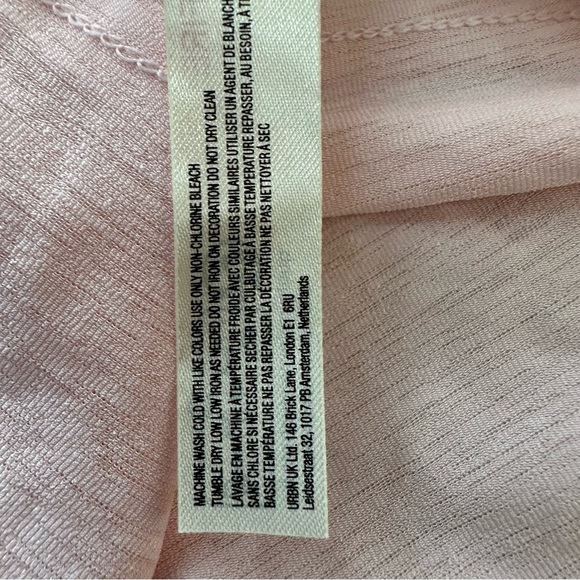 MACHINE WASH COLD WITH LIKE COLORS USE ONLY NON-CHLORINE BLEACH
TUMBLE DRY LOW LOW IRON AS NEEDED DO NOT IRON ON DECORATION DO NOT DRY CLEAN
LAVAGE EN MACHINE À TEMPÉRATURE FROIDE AVEC COULEURS SIMILAIRES UTILISER UN AGENT DE BLANCH
SANS CHLORE SI NÉCESSAIRE SECHER PAR CULBUTAGE À BASSE TEMPÉRATURE REPASSER, AU BESOIN, À
BASSE TEMPÉRATURE NE PAS REPASSER LA DÉCORATION NE PAS NETTOYER À SEC
URBN UK Ltd. 146 Brick Lane, London E1 6RU
Leidsestraat 32, 1017 PB Amsterdam, Netherlands